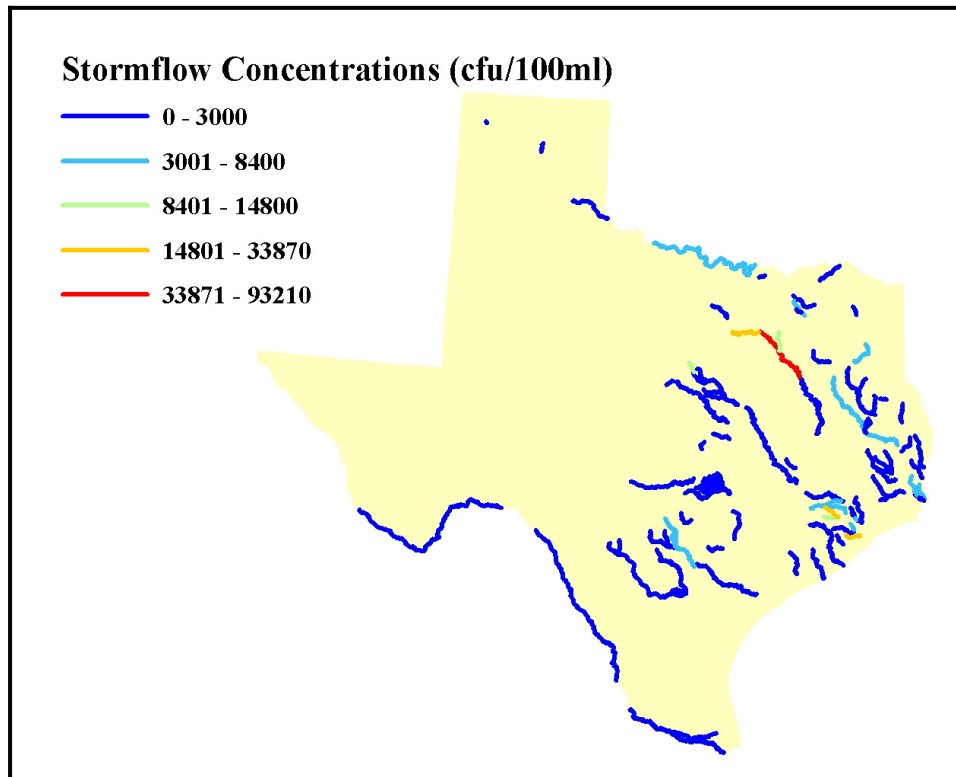 Stormflow Concentrations (cfu/100ml)
0 - 3000
3001 - 8400
8401 - 14800
14801 - 33870
33871 - 93210